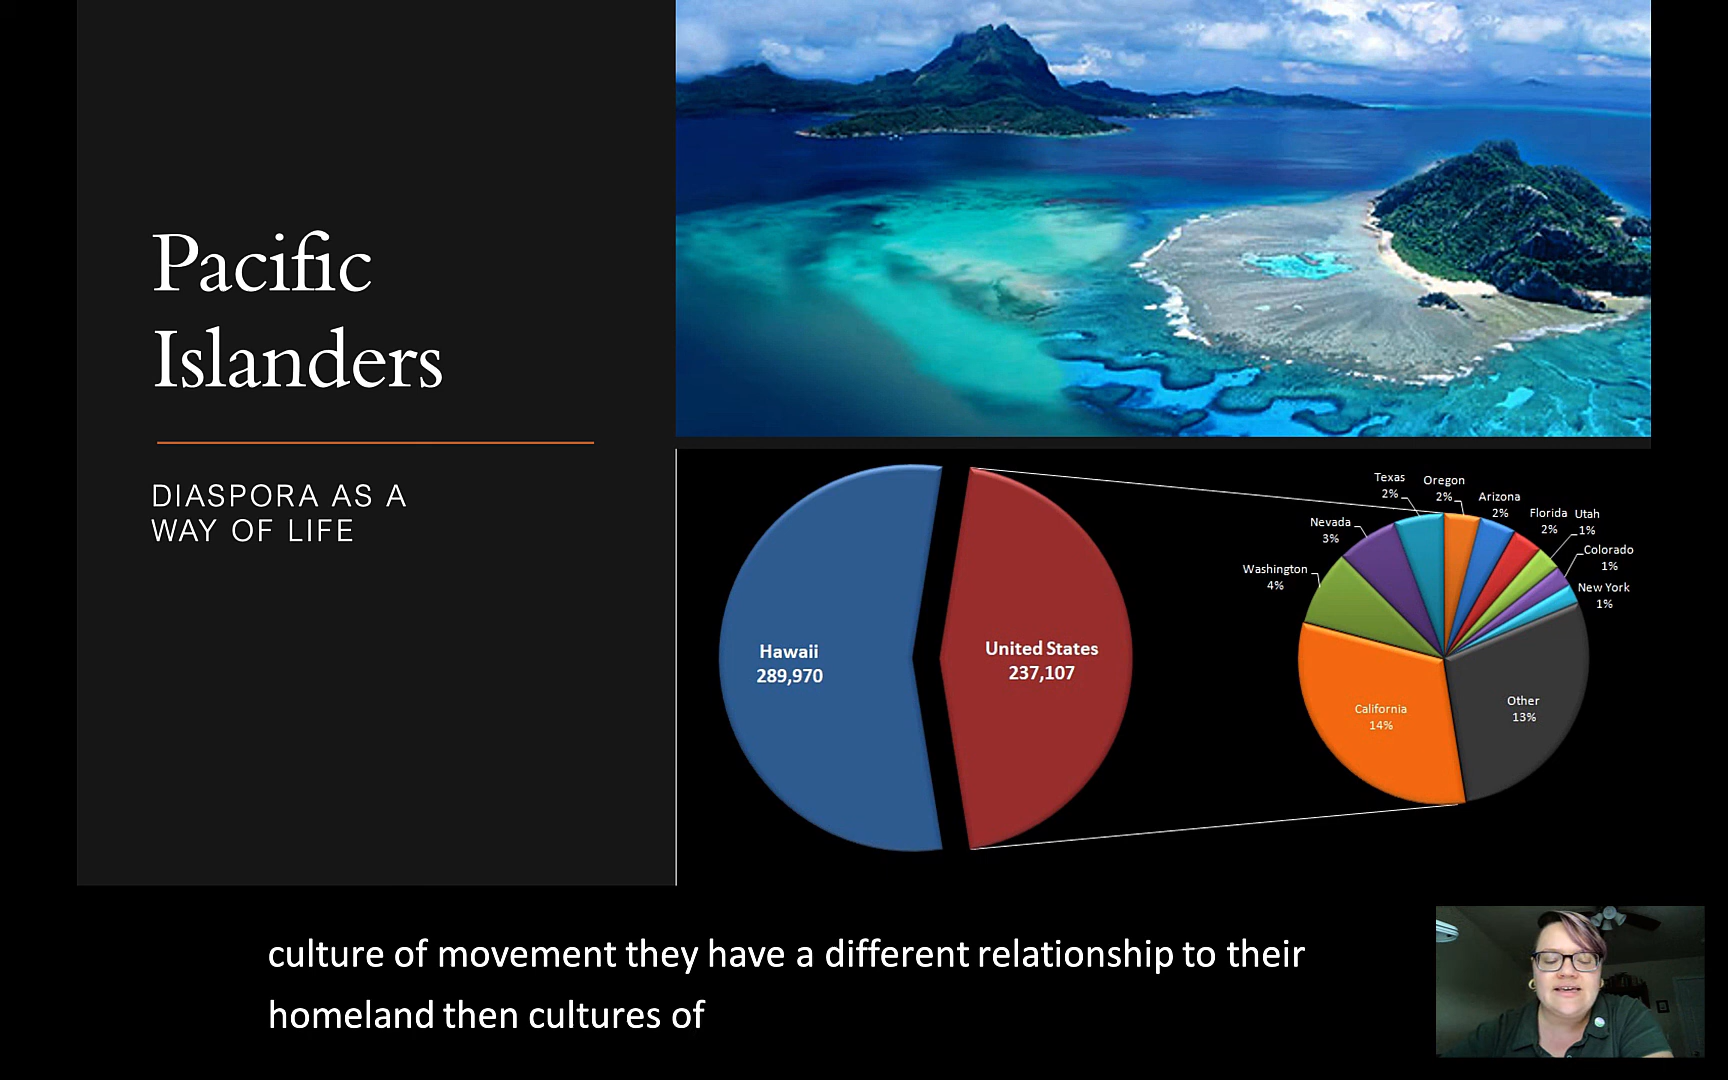 Pacific
Islanders
DIASPORA AS A
WAY OF LIFE
Hawaii
289,970
United States
237,107
Texas
2%
Oregon
2%
Arizona
2%
Florida
2%
Utah
1%
Colorado
1%
New York
1%
Nevada
3%
Washington
4%
California
14%
Other
13%
culture of movement they have a different relationship to their
homeland then cultures of